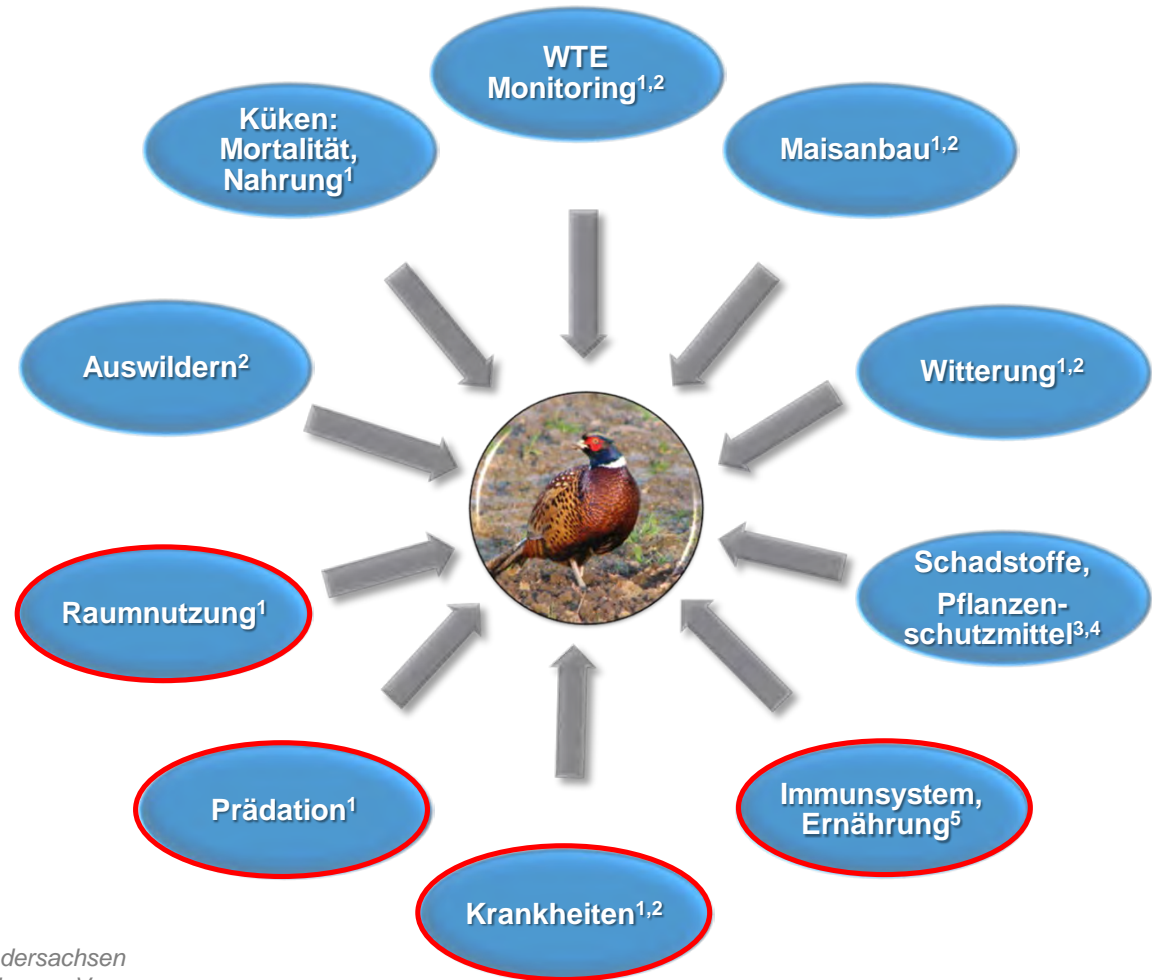 WTE
Monitoring1,2
Küken:
Mortalität,
Nahrung1
Maisanbau1,2
Auswildern2
Witterung1,2
Raumnutzung1
Schadstoffe,
Pflanzen-
schutzmittel3,4
Prädation1
Immunsystem,
Ernährung5
Krankheiten1,2
dersachsen